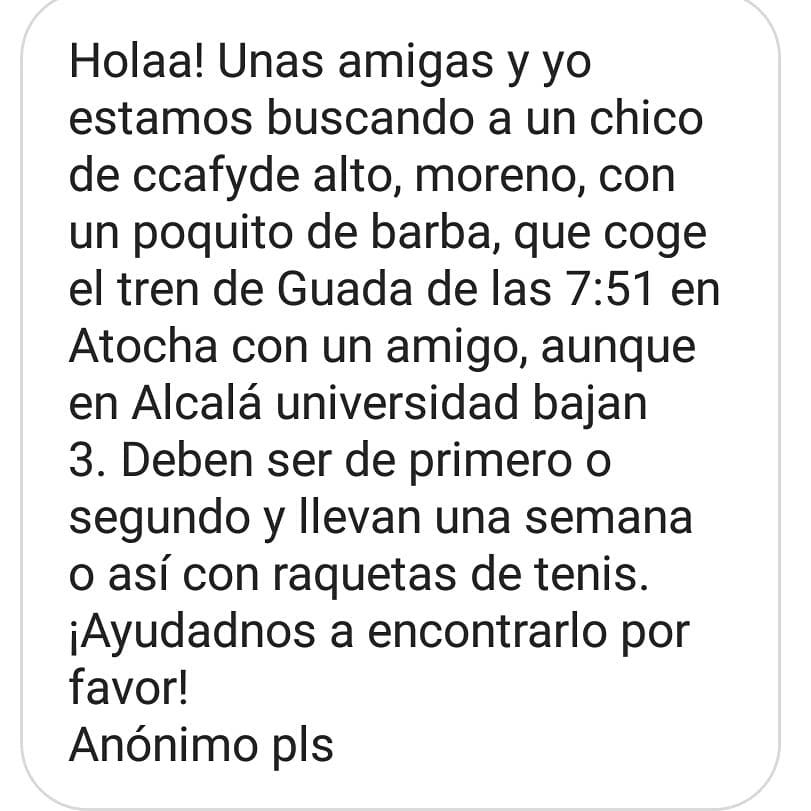 Holaa! Unas amigas y yo
estamos buscando a un chico
de ccafyde alto, moreno, con
un poquito de barba, que coge
el tren de Guada de las 7:51 en
Atocha con un amigo, aunque
en Alcalá universidad bajan
3. Deben ser de primero o
segundo y llevan una semana
o así con raquetas de tenis.
¡Ayudadnos a encontrarlo por
favor!
Anónimo pls